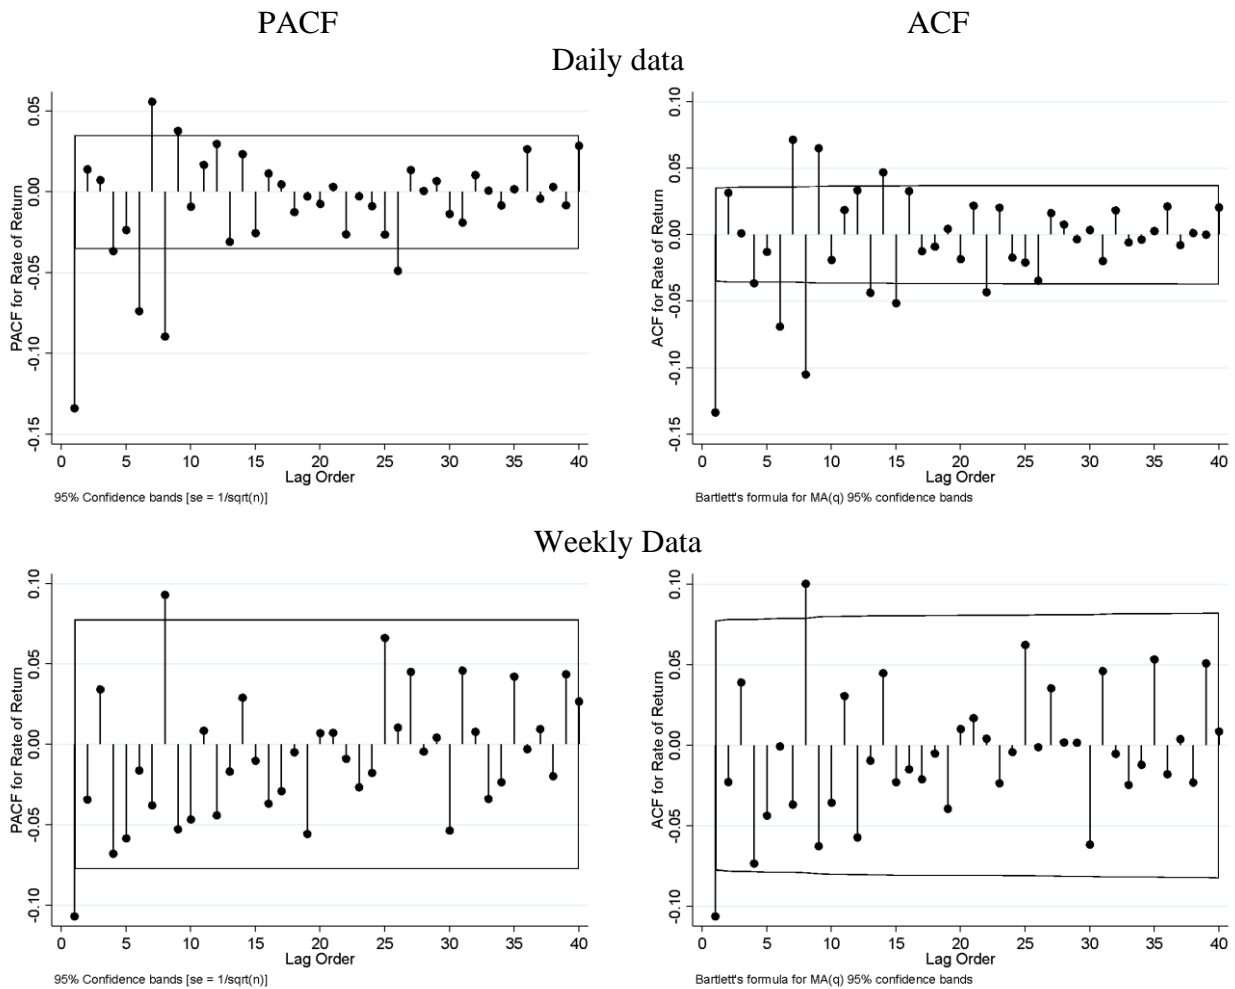 PACF ACF
Daily data
PACF for Rate of Return
0.05
0.00
-0.05
-0.10
-0.15
0 5 10 15 20 25 30 35 40
Lag Order
95% Confidence bands [se = 1/sqrt(n)]
ACF for Rate of Return
0.10
0.05
0.00
-0.05
-0.10
-0.15
0 5 10 15 20 25 30 35 40
Lag Order
Bartlett's formula for MA(q) 95% confidence bands
Weekly Data
PACF for Rate of Return
0.10
0.05
0.00
-0.05
-0.10
0 5 10 15 20 25 30 35 40
Lag Order
95% Confidence bands [se = 1/sqrt(n)]
ACF for Rate of Return
0.10
0.05
0.00
-0.05
-0.10
0 5 10 15 20 25 30 35 40
Lag Order
Bartlett's formula for MA(q) 95% confidence bands